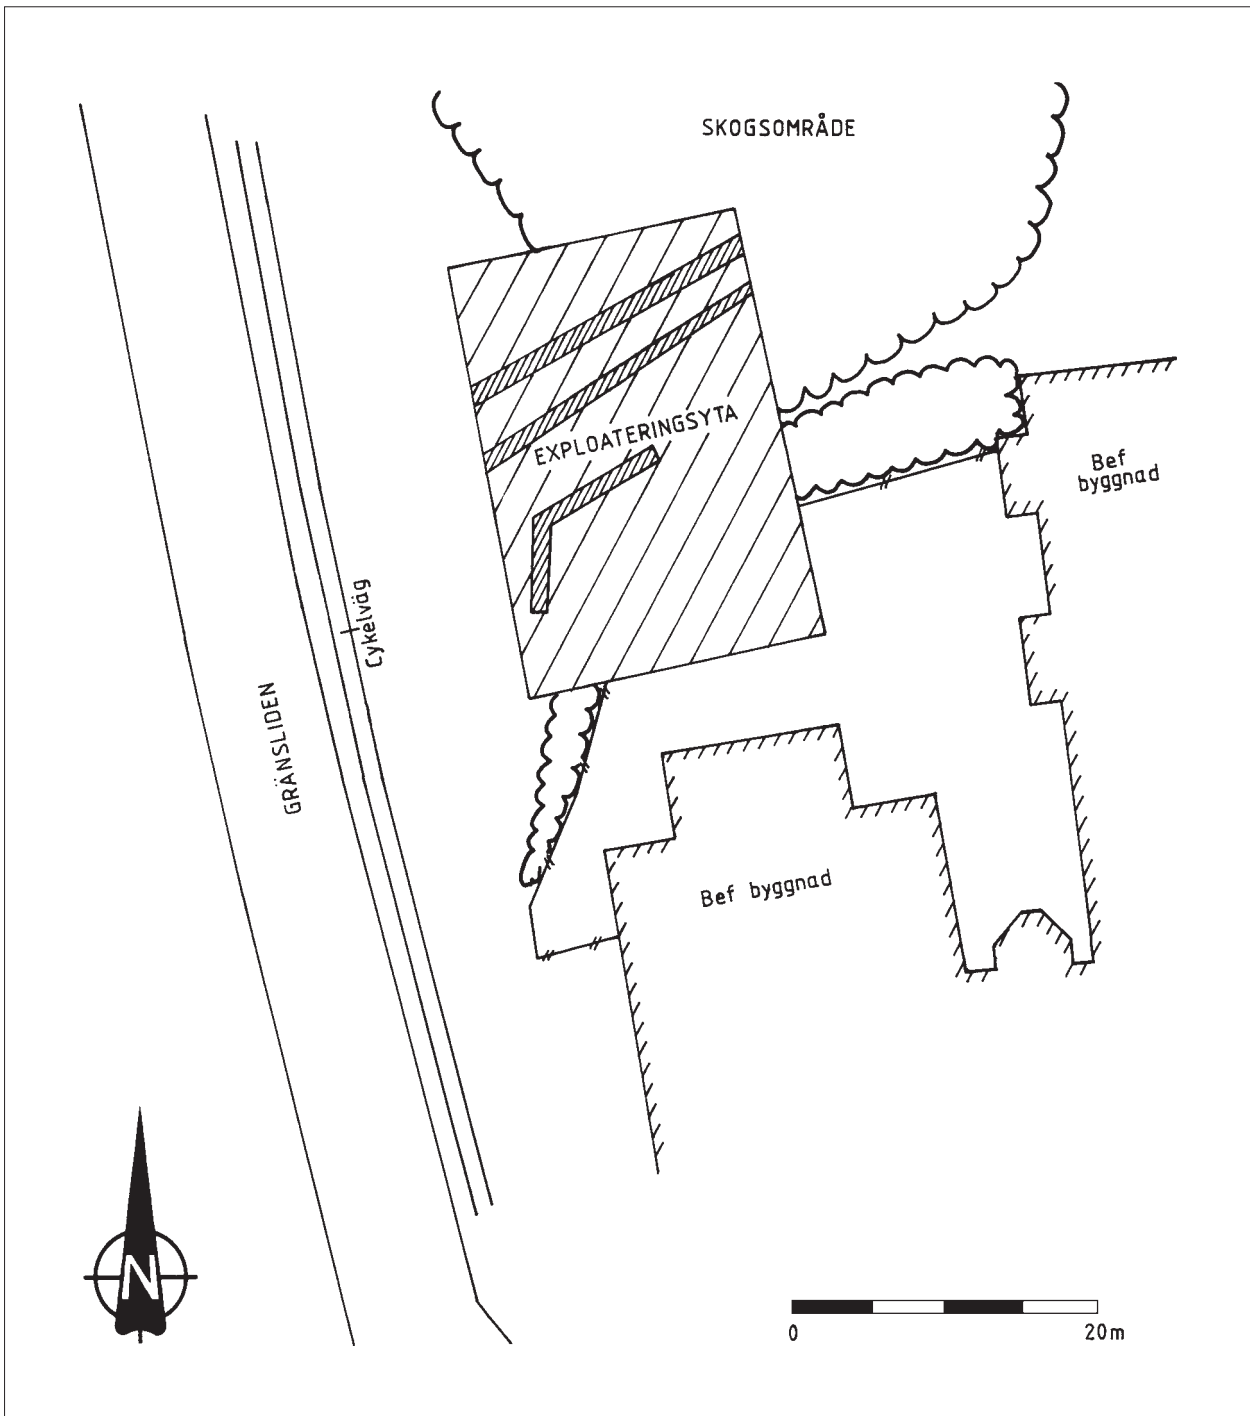 SKOGSOMRÅDE
EXPLOATERINGSYTA
Bef
byggnad
Cykelväg
GRÄNSLIDEN
Bef byggnad
N
0 20m